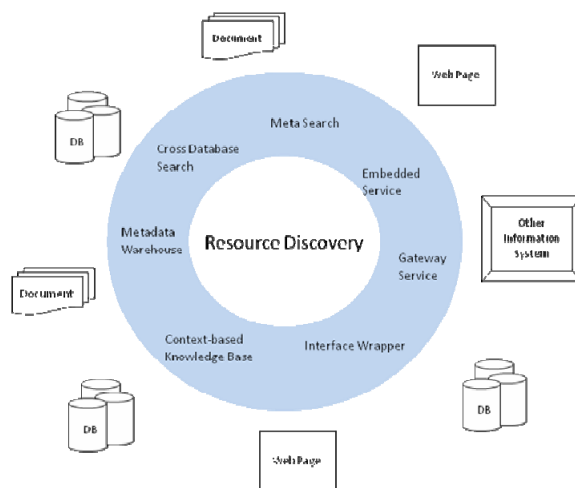 Document
Web Page
DB
Meta Search
Cross Database
Search
Embedded
Service
Other
Information
System
Metadata
Warehouse
Resource Discovery
Gateway
Service
Document
Context-based
Knowledge Base
Interface Wrapper
DB
DB
Web Page